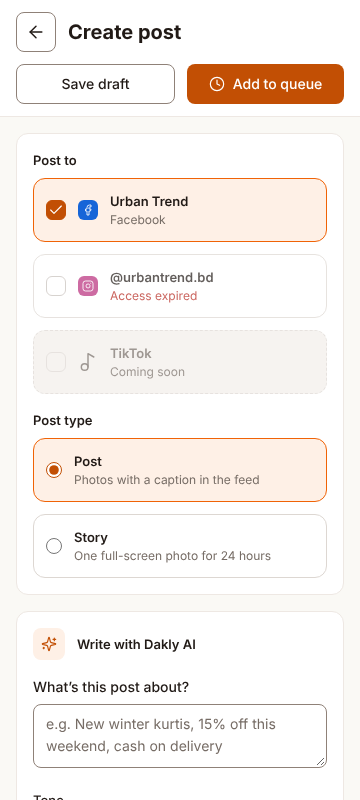 Create post
Save draft
Add to queue
Post to
Urban Trend
Facebook
@urbantrend.bd
Access expired
TikTok
Coming soon
Post type
Post
Photos with a caption in the feed
Story
One full-screen photo for 24 hours
Write with Dakly AI
What's this post about?
e.g. New winter kurtis, 15% off this
weekend, cash on delivery